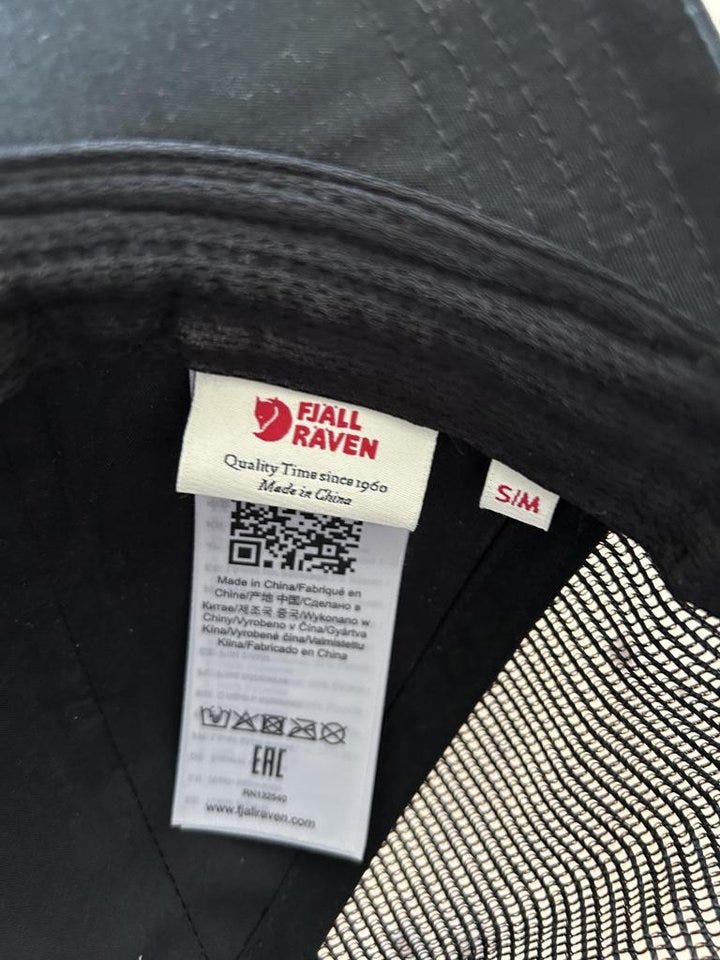 FJÄLL
RÄVEN
Quality Time since 1960
Made in China
S/M
Made in China/Fabriqué en
Chine/产地 中国/Сделано в
Китае/제조국 중국/Wykonano w
Chiny/Vyrobeno v Čína/Gyártva
Kína/Vyrobené čína/Valmistettu
Kiina/Fabricado en China
EAC
RN132540
www.fjallraven.com